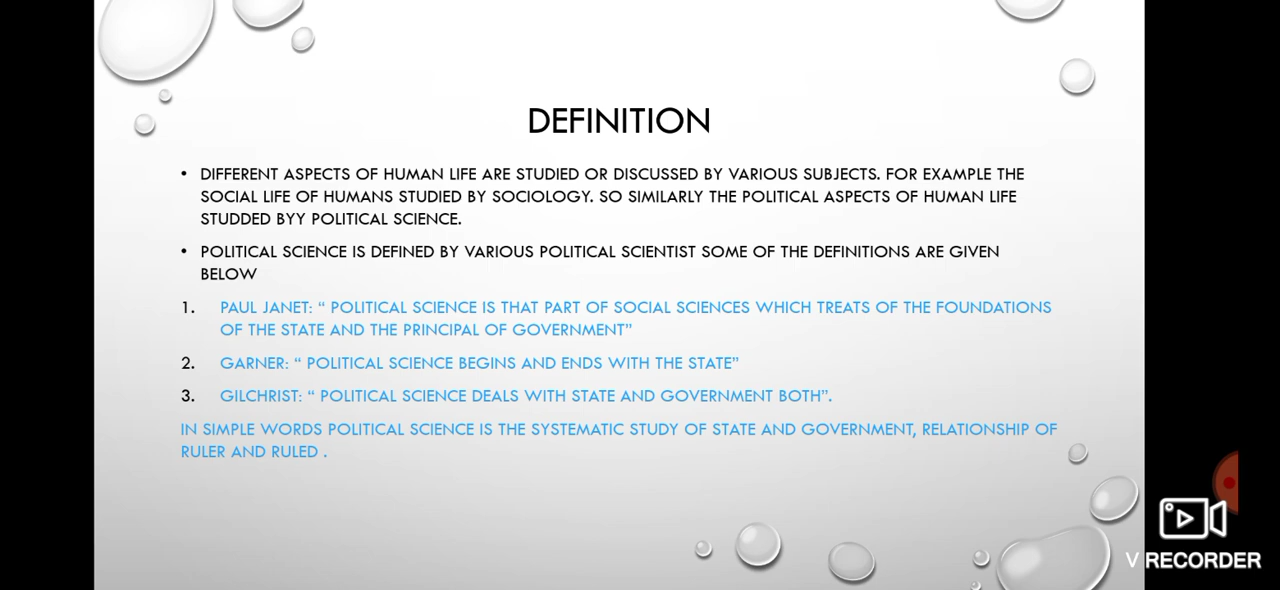 DEFINITION
• DIFFERENT ASPECTS OF HUMAN LIFE ARE STUDIED OR DISCUSSED BY VARIOUS SUBJECTS. FOR EXAMPLE THE
SOCIAL LIFE OF HUMANS STUDIED BY SOCIOLOGY. SO SIMILARLY THE POLITICAL ASPECTS OF HUMAN LIFE
STUDDED BYY POLITICAL SCIENCE.
• POLITICAL SCIENCE IS DEFINED BY VARIOUS POLITICAL SCIENTIST SOME OF THE DEFINITIONS ARE GIVEN
BELOW
1. PAUL JANET: “ POLITICAL SCIENCE IS THAT PART OF SOCIAL SCIENCES WHICH TREATS OF THE FOUNDATIONS
OF THE STATE AND THE PRINCIPAL OF GOVERNMENT”
2. GARNER: “ POLITICAL SCIENCE BEGINS AND ENDS WITH THE STATE”
3. GILCHRIST: “ POLITICAL SCIENCE DEALS WITH STATE AND GOVERNMENT BOTH”.
IN SIMPLE WORDS POLITICAL SCIENCE IS THE SYSTEMATIC STUDY OF STATE AND GOVERNMENT, RELATIONSHIP OF
RULER AND RULED .
V RECORDER